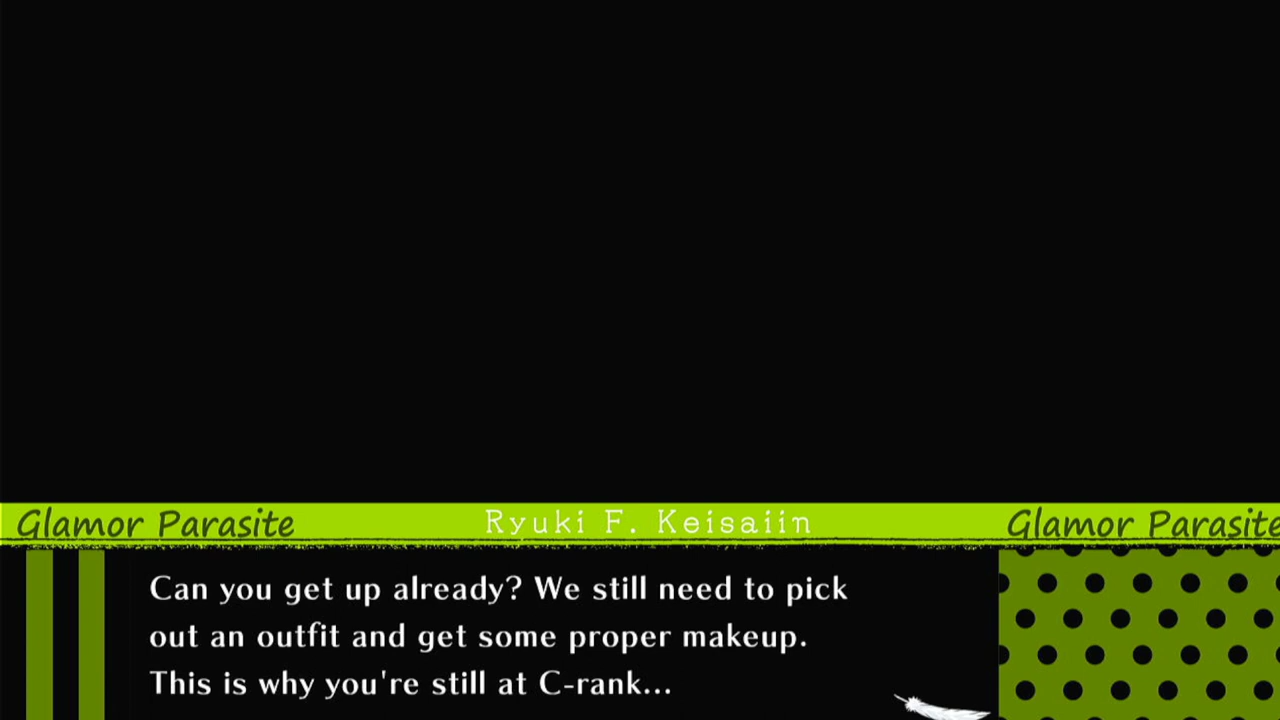 Glamor Parasite Ryuki F. Keisaiin Glamor Parasite
Can you get up already? We still need to pick
out an outfit and get some proper makeup.
This is why you're still at C-rank...